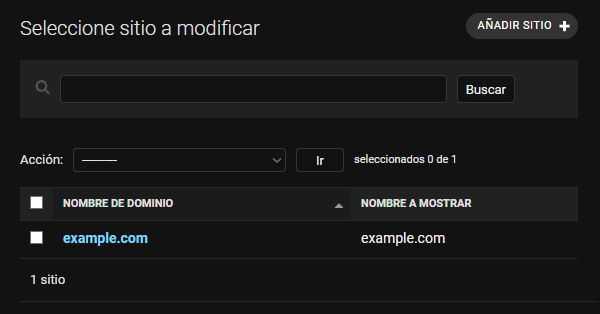 Seleccione sitio a modificar
AÑADIR SITIO +
Buscar
Acción: --------- Ir seleccionados 0 de 1
NOMBRE DE DOMINIO NOMBRE A MOSTRAR
example.com example.com
1 sitio